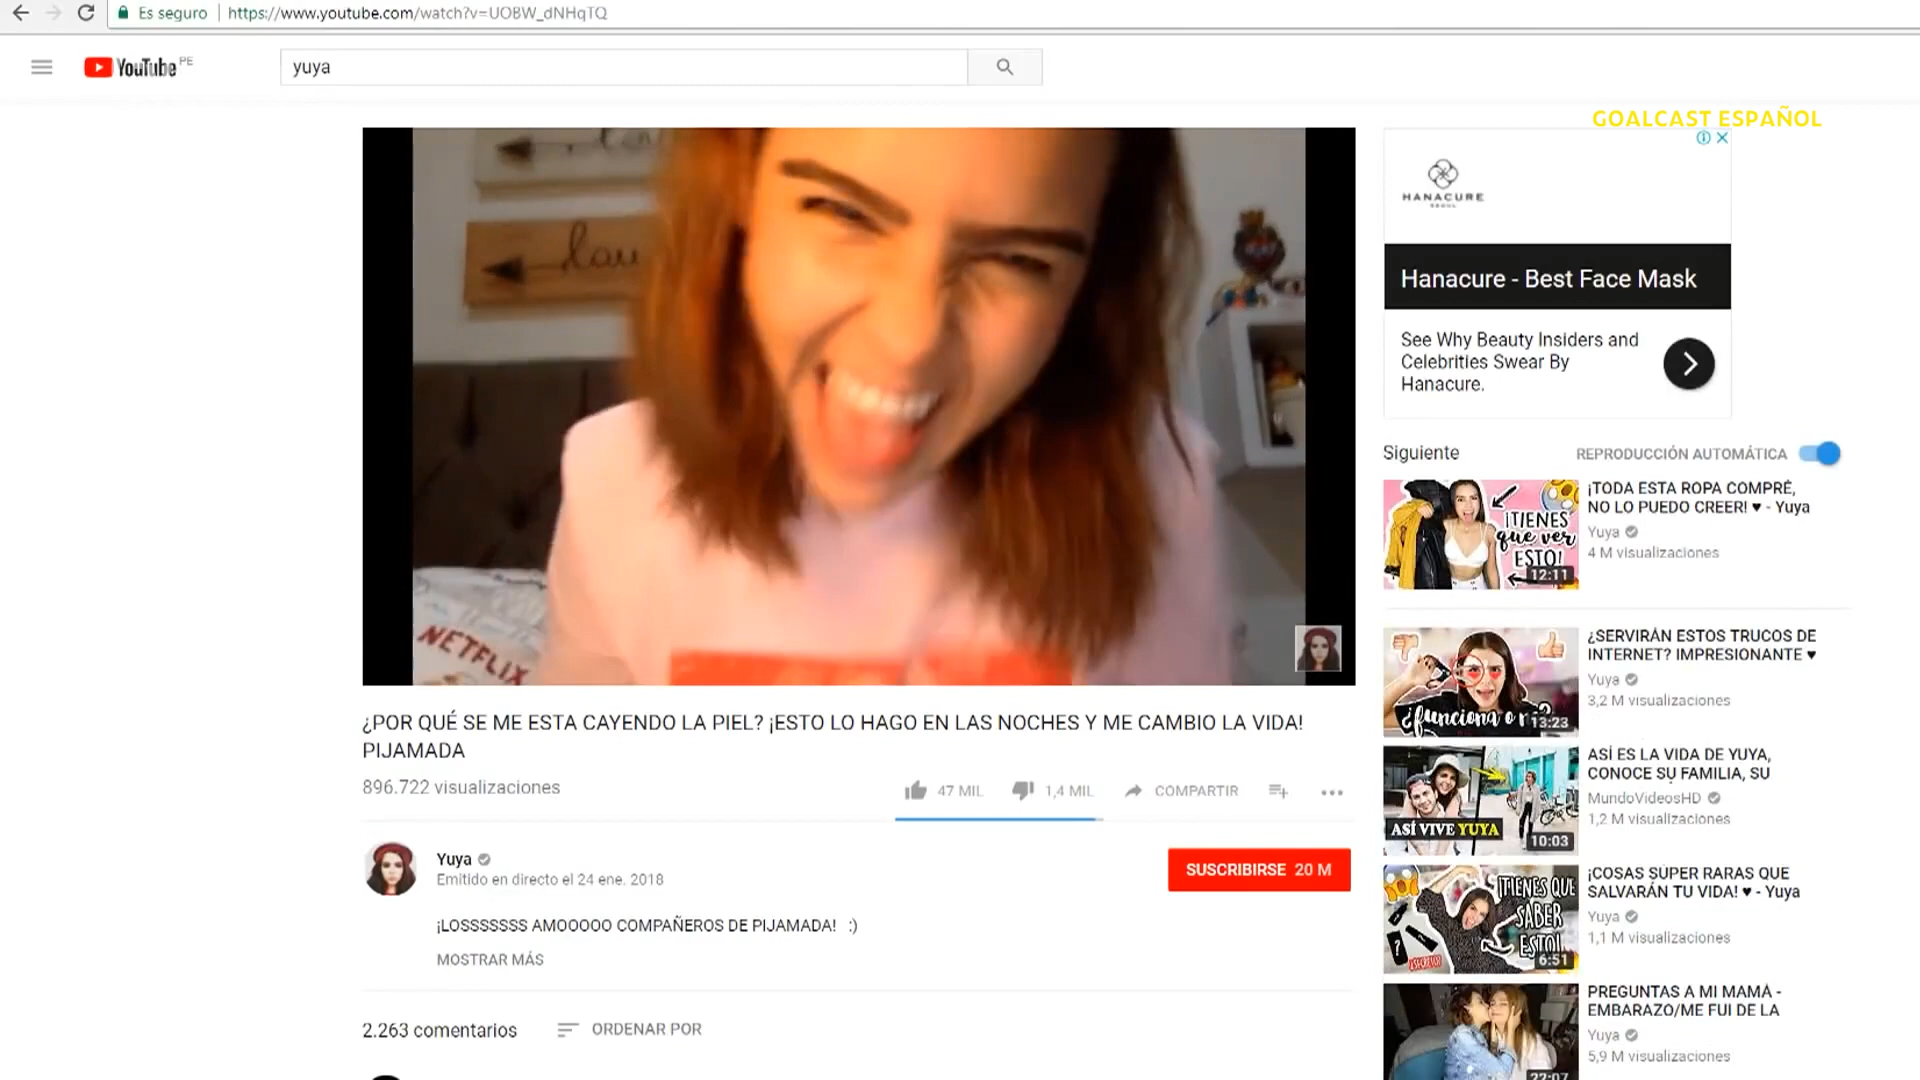 Es seguro
https://www.youtube.com/watch?v=UOBW_dNHqTQ
YouTube PE
yuya
GOALCAST ESPAÑOL
HANACURE
Hanacure - Best Face Mask
See Why Beauty Insiders and
Celebrities Swear By
Hanacure.
NETFLIX
¿POR QUÉ SE ME ESTA CAYENDO LA PIEL? ¡ESTO LO HAGO EN LAS NOCHES Y ME CAMBIO LA VIDA!
PIJAMADA
896.722 visualizaciones
47 MIL
1,4 MIL
COMPARTIR
Yuya
Emitido en directo el 24 ene. 2018
SUSCRIBIRSE 20 M
¡LOSSSSSSS AMOOOOO COMPAÑEROS DE PIJAMADA! :)
MOSTRAR MÁS
2.263 comentarios
ORDENAR POR
Siguiente
REPRODUCCIÓN AUTOMÁTICA
¡TIENES
que ver
ESTO!
12:11
¡TODA ESTA ROPA COMPRÉ,
NO LO PUEDO CREER! ♥ - Yuya
Yuya
4 M visualizaciones
¿funciona o
13:23
¿SERVIRÁN ESTOS TRUCOS DE
INTERNET? IMPRESIONANTE ♥
Yuya
3,2 M visualizaciones
ASÍ VIVE YUYA
10:03
ASÍ ES LA VIDA DE YUYA,
CONOCE SU FAMILIA, SU
MundoVideosHD
1,2 M visualizaciones
¡TIENES QUE
SABER
ESTO!
6:51
¡COSAS SÚPER RARAS QUE
SALVARÁN TU VIDA! ♥ - Yuya
Yuya
1,1 M visualizaciones
22:07
PREGUNTAS A MI MAMÁ -
EMBARAZO/ME FUI DE LA
Yuya
5,9 M visualizaciones